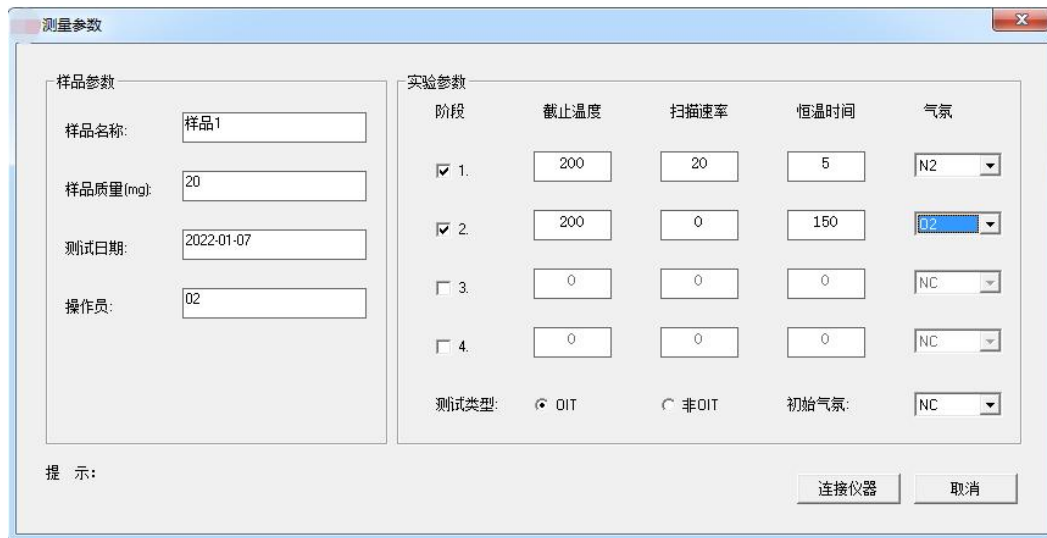 测量参数
样品参数
样品名称: 样品1
样品质量(mg): 20
测试日期: 2022-01-07
操作员: 02
实验参数
阶段 截止温度 扫描速率 恒温时间 气氛
1. 200 20 5 N2
2. 200 0 150 O2
3. 0 0 0 NC
4. 0 0 0 NC
测试类型: OIT 非OIT 初始气氛: NC
提 示:
连接仪器 取消